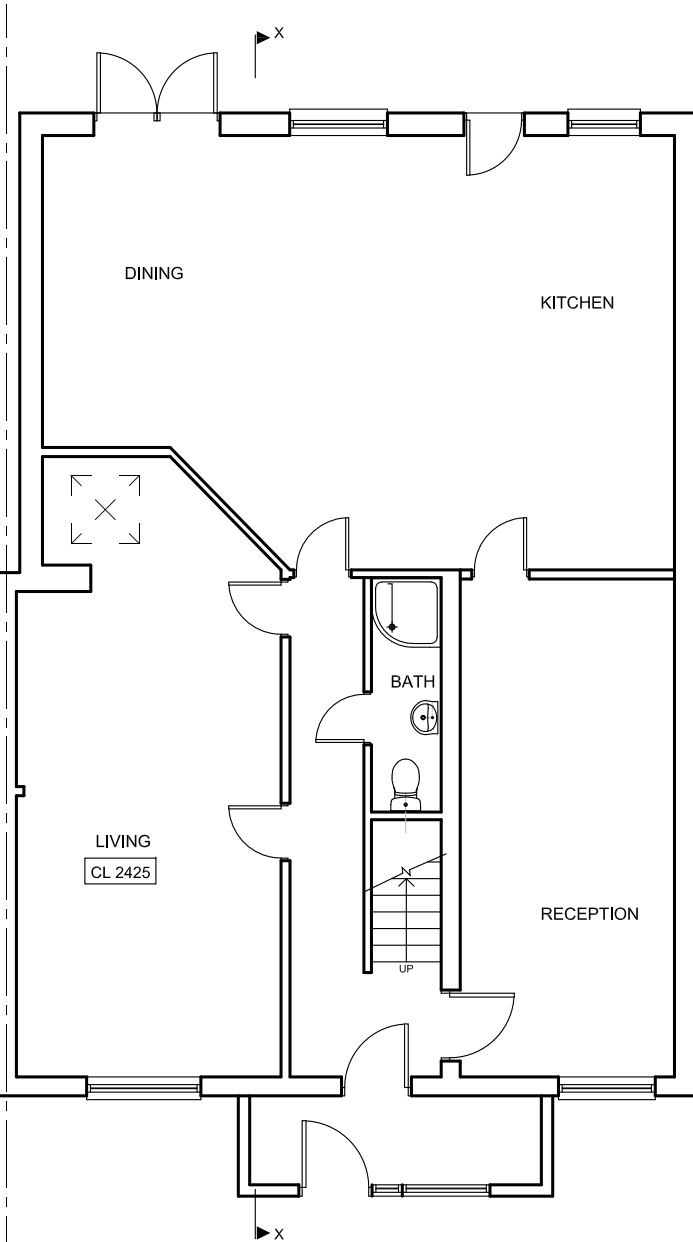 X
DINING
KITCHEN
BATH
LIVING
CL 2425
RECEPTION
UP
X